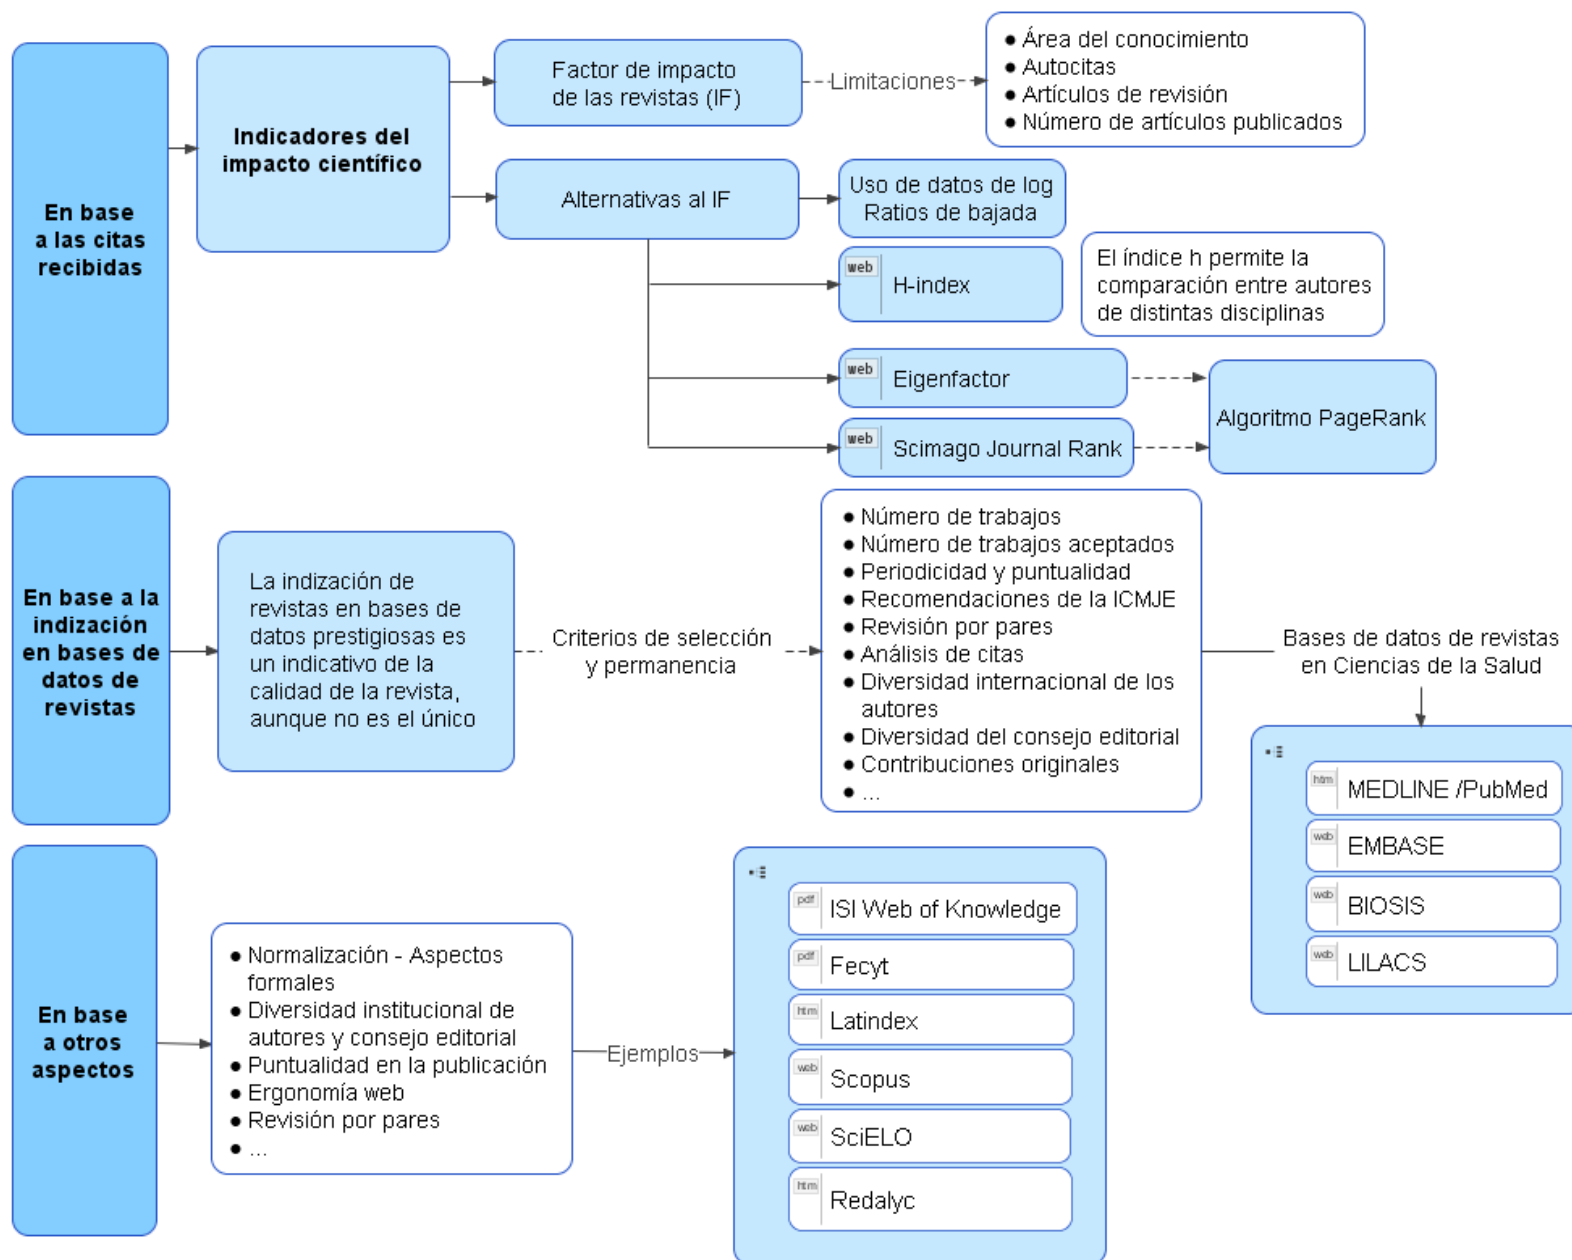 En base
a las citas
recibidas
Indicadores del
impacto científico
Factor de impacto
de las revistas (IF)
Limitaciones
● Área del conocimiento
● Autocitas
● Artículos de revisión
● Número de artículos publicados
Alternativas al IF
Uso de datos de log
Ratios de bajada
web
H-index
El índice h permite la
comparación entre autores
de distintas disciplinas
web
Eigenfactor
web
Scimago Journal Rank
Algoritmo PageRank
En base a la
indización
en bases de
datos de
revistas
La indización de
revistas en bases de
datos prestigiosas es
un indicativo de la
calidad de la revista,
aunque no es el único
Criterios de selección
y permanencia
● Número de trabajos
● Número de trabajos aceptados
● Periodicidad y puntualidad
● Recomendaciones de la ICMJE
● Revisión por pares
● Análisis de citas
● Diversidad internacional de los
autores
● Diversidad del consejo editorial
● Contribuciones originales
● ...
Bases de datos de revistas
en Ciencias de la Salud
htm
MEDLINE /PubMed
web
EMBASE
web
BIOSIS
web
LILACS
En base
a otros
aspectos
● Normalización - Aspectos
formales
● Diversidad institucional de
autores y consejo editorial
● Puntualidad en la publicación
● Ergonomía web
● Revisión por pares
● ...
Ejemplos
pdf
ISI Web of Knowledge
pdf
Fecyt
htm
Latindex
web
Scopus
web
SciELO
htm
Redalyc